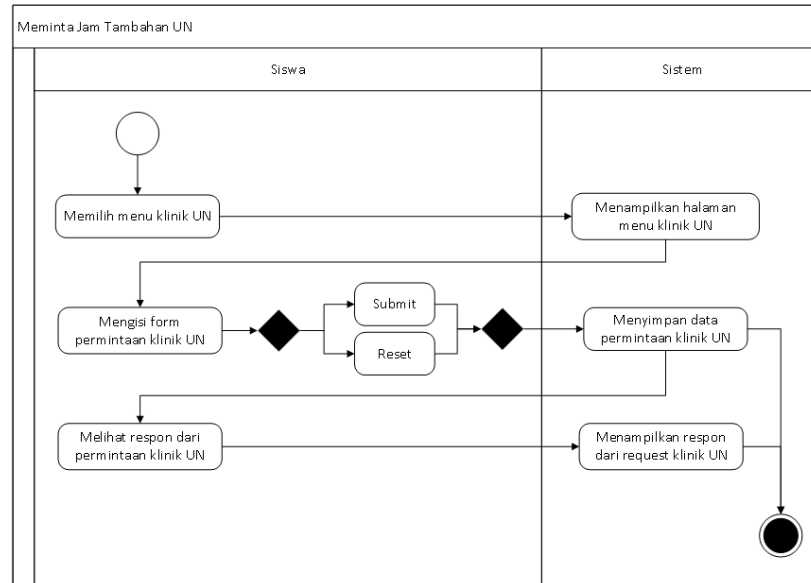 Meminta Jam Tambahan UN
Siswa
Sistem
Memilih menu klinik UN
Menampilkan halaman
menu klinik UN
Mengisi form
permintaan klinik UN
Submit
Reset
Menyimpan data
permintaan klinik UN
Melihat respon dari
permintaan klinik UN
Menampilkan respon
dari request klinik UN